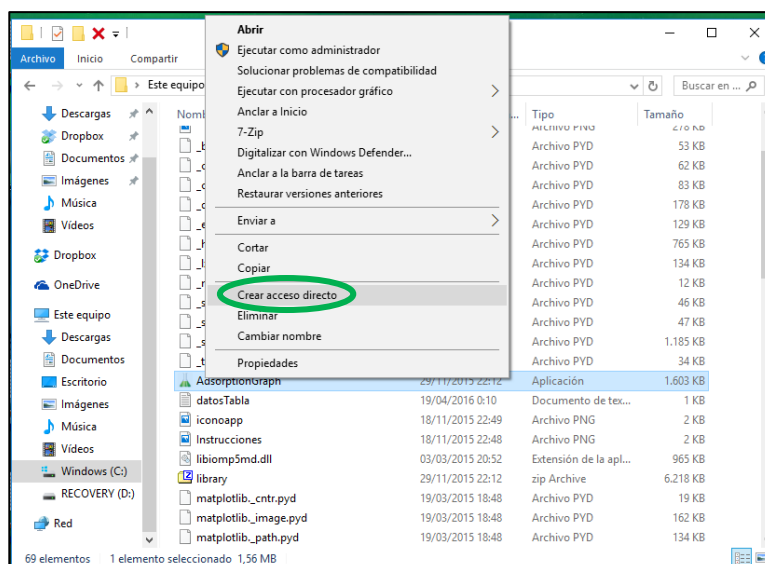 Archivo Inicio Compartir
Este equipo
Buscar en ...
Descargas
Dropbox
Documentos
Imágenes
Música
Vídeos
Dropbox
OneDrive
Este equipo
Descargas
Documentos
Escritorio
Imágenes
Música
Vídeos
Windows (C:)
RECOVERY (D:)
Red
Abrir
Ejecutar como administrador
Solucionar problemas de compatibilidad
Ejecutar con procesador gráfico
Anclar a Inicio
7-Zip
Digitalizar con Windows Defender...
Anclar a la barra de tareas
Restaurar versiones anteriores
Enviar a
Cortar
Copiar
Crear acceso directo
Eliminar
Cambiar nombre
Propiedades
... Tipo Tamaño
Archivo PNG 278 KB
Archivo PYD 53 KB
Archivo PYD 62 KB
Archivo PYD 83 KB
Archivo PYD 178 KB
Archivo PYD 129 KB
Archivo PYD 765 KB
Archivo PYD 134 KB
Archivo PYD 12 KB
Archivo PYD 46 KB
Archivo PYD 47 KB
Archivo PYD 1.185 KB
Archivo PYD 34 KB
AdsorptionGraph 29/11/2015 22:12 Aplicación 1.603 KB
datosTabla 19/04/2016 0:10 Documento de tex... 1 KB
iconoapp 18/11/2015 22:49 Archivo PNG 2 KB
Instrucciones 18/11/2015 22:48 Archivo PNG 2 KB
libiomp5md.dll 03/03/2015 20:52 Extensión de la apl... 965 KB
library 29/11/2015 22:12 zip Archive 6.218 KB
matplotlib._cntr.pyd 19/03/2015 18:48 Archivo PYD 19 KB
matplotlib._image.pyd 19/03/2015 18:48 Archivo PYD 162 KB
matplotlib._path.pyd 19/03/2015 18:48 Archivo PYD 134 KB
69 elementos 1 elemento seleccionado 1,56 MB